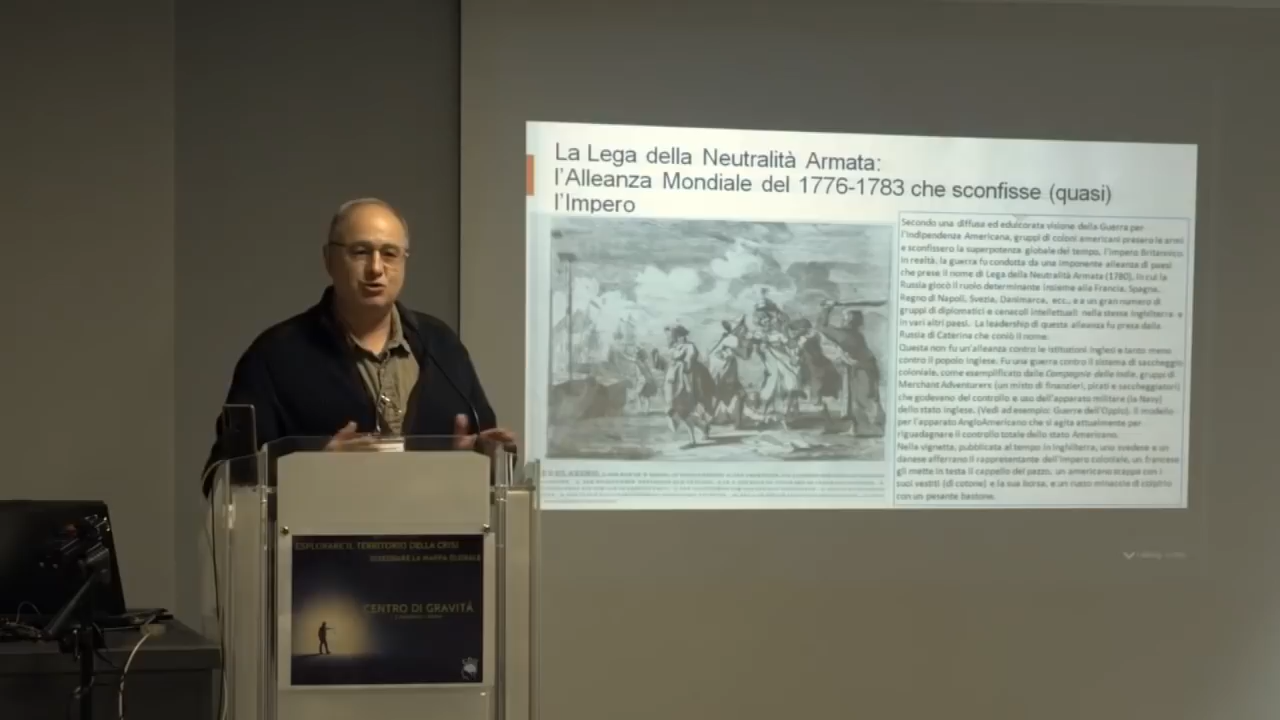 La Lega della Neutralità Armata:
l'Alleanza Mondiale del 1776-1783 che sconfisse (quasi)
l'Impero
Secondo una diffusa ed edulcorata visione della Guerra per
l'Indipendenza Americana, gruppi di coloni americani presero le armi
e sconfissero la superpotenza globale del tempo, l'impero Britannico.
In realtà, la guerra fu condotta da una imponente alleanza di paesi
che prese il nome di Lega della Neutralità Armata (1780), in cui la
Russia giocò il ruolo determinante insieme alla Francia, Spagna,
Regno di Napoli, Svezia, Danimarca, ecc., e a un gran numero di
gruppi di diplomatici e cenacoli intellettuali: nella stessa Inghilterra e
in vari altri paesi. La leadership di questa alleanza fu presa dalla
Russia di Caterina che coniò il nome.
Questa non fu un'alleanza contro le istituzioni inglesi e tanto meno
contro il popolo inglese. Fu una guerra contro il sistema di saccheggio
coloniale, come esemplificato dalle Compagnie delle Indie, gruppi di
Merchant Adventurers (un misto di finanzieri, pirati e saccheggiatori)
che godevano del controllo e uso dell'apparato militare (la Navy)
dello stato inglese. (Vedi ad esempio: Guerre dell'Oppio). Il modello
per l'apparato AngloAmericano che si agita attualmente per
riguadagnare il controllo totale dello stato Americano.
Nella vignetta, pubblicata al tempo in Inghilterra, uno svedese e un
danese afferrano il rappresentante dell'impero coloniale, un francese
gli mette in testa il cappello del pazzo, un americano scappa con i
suoi vestiti (di cotone) e la sua borsa, e un russo minaccia di colpirlo
con un pesante bastone.
ESPLORARE IL TERRITORIO DELLA CRISI
DISEGNARE LA MAPPA GLOBALE
CENTRO DI GRAVITÀ